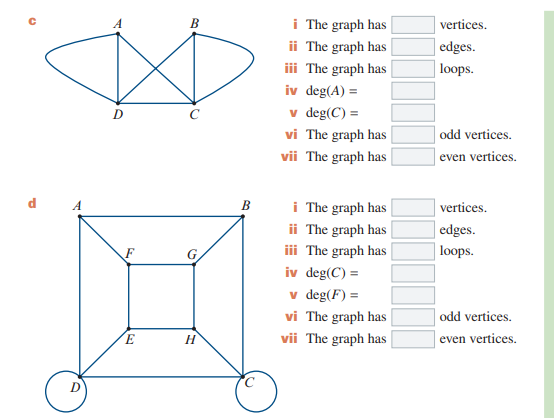 c
A B
D C
i The graph has vertices.
ii The graph has edges.
iii The graph has loops.
iv deg(A) =
v deg(C) =
vi The graph has odd vertices.
vii The graph has even vertices.
d
A B
F G
E H
D C
i The graph has vertices.
ii The graph has edges.
iii The graph has loops.
iv deg(C) =
v deg(F) =
vi The graph has odd vertices.
vii The graph has even vertices.